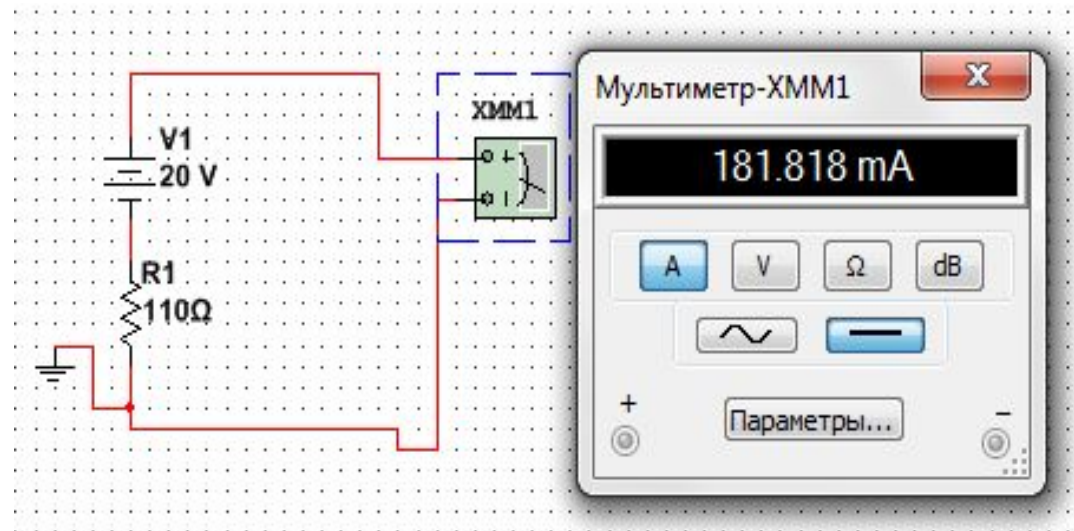 V1
20 V
R1
110Ω
XMM1
Мультиметр-XMM1
X
181.818 mA
A V Ω dB
+ −
Параметры...